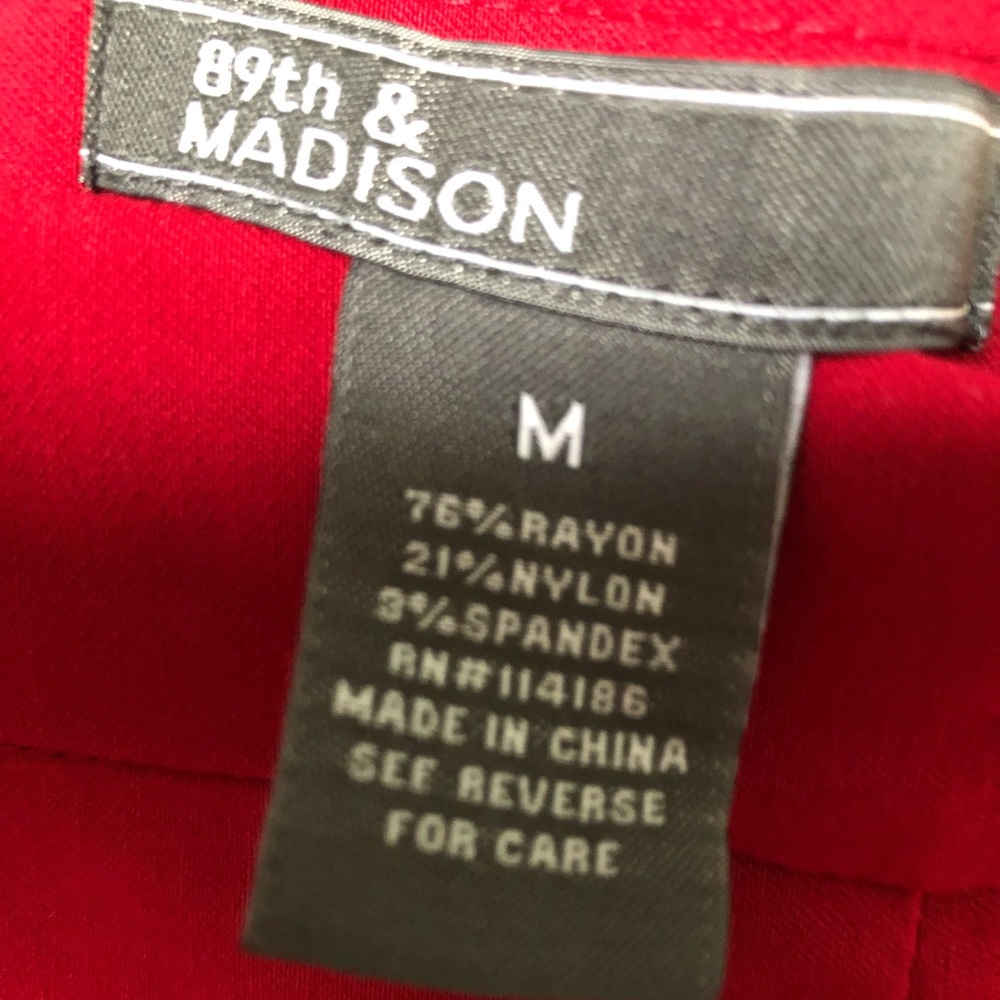 89th &
MADISON
M
76%RAYON
21%NYLON
3%SPANDEX
RN#114186
MADE IN CHINA
SEE REVERSE
FOR CARE